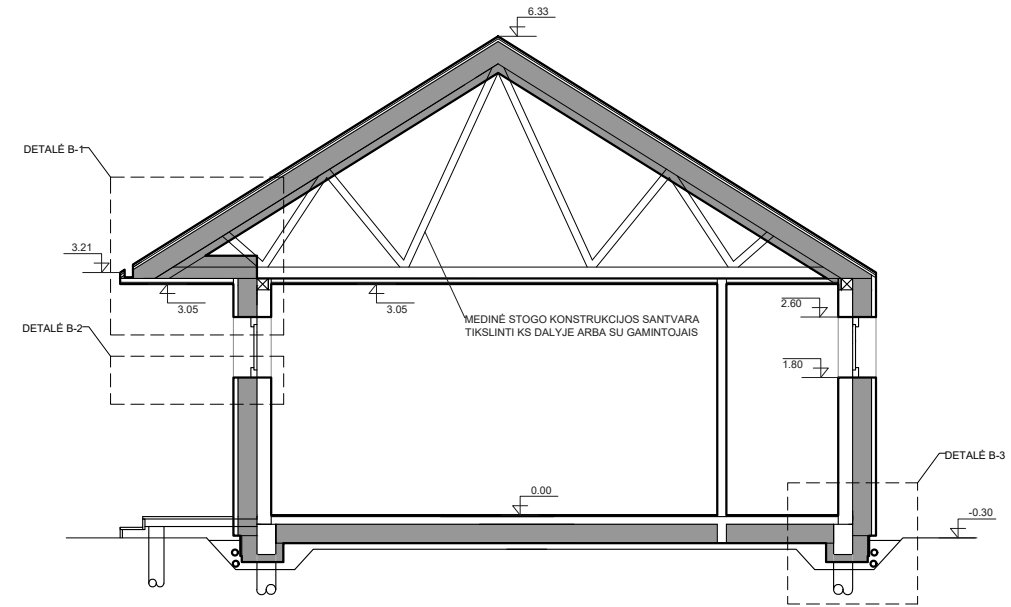 6.33
DETALĖ B-1
3.21
3.05
3.05
2.60
DETALĖ B-2
MEDINĖ STOGO KONSTRUKCIJOS SANTVARA
TIKSLINTI KS DALYJE ARBA SU GAMINTOJAIS
1.80
DETALĖ B-3
0.00
-0.30